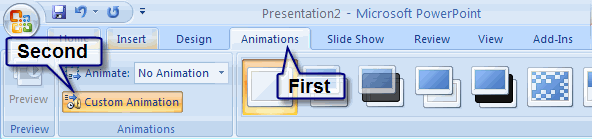 Presentation2 - Microsoft PowerPoint
Insert Design Animations Slide Show Review View Add-Ins
Second
Animate: No Animation
First
Custom Animation
Preview
Preview Animations